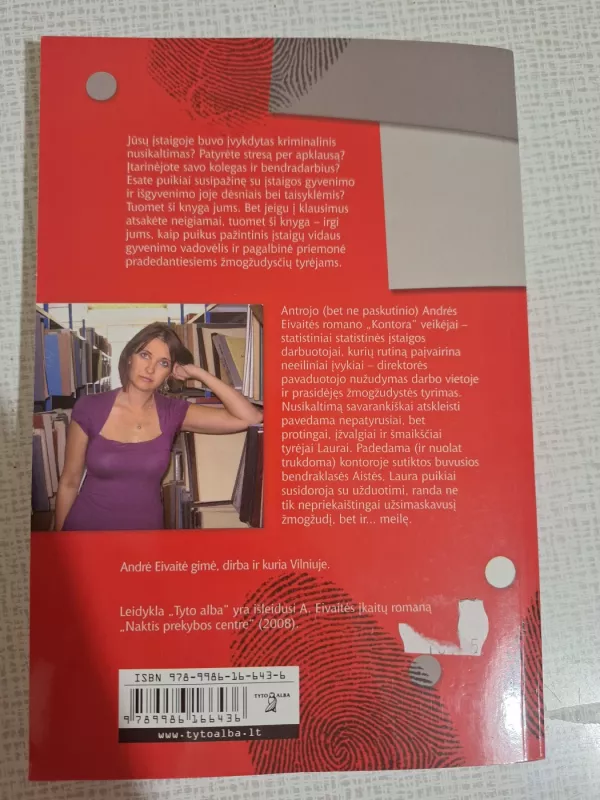 Jūsų įstaigoje buvo įvykdytas kriminalinis
nusikaltimas? Patyrėte stresą per apklausą?
Įtarinėjote savo kolegas ir bendradarbius?
Esate puikiai susipažinę su įstaigos gyvenimo
ir išgyvenimo joje dėsniais bei taisyklėmis?
Tuomet ši knyga jums. Bet jeigu į klausimus
atsakėte neigiamai, tuomet ši knyga – irgi
jums, kaip puikus pažintinis įstaigų vidaus
gyvenimo vadovėlis ir pagalbinė priemonė
pradedantiesiems žmogžudysčių tyrėjams.
Antrojo (bet ne paskutinio) Andrės
Eivaitės romano „Kontora“ veikėjai –
statistiniai statistinės įstaigos
darbuotojai, kurių rutiną paįvairina
neeiliniai įvykiai – direktorės
pavaduotojo nužudymas darbo vietoje
ir prasidėjęs žmogžudystės tyrimas.
Nusikaltimą savarankiškai atskleisti
pavedama nepatyrusiai, bet
protingai, įžvalgiai ir šmaikščiai
tyrėjai Laurai. Padedama (ir nuolat
trukdoma) kontoroje sutiktos buvusios
bendraklasės Aistės, Laura puikiai
susidoroja su užduotimi, randa ne
tik nepriekaištingai užsimaskavusį
žmogžudį, bet ir... meilę.
Andrė Eivaitė gimė, dirba ir kuria Vilniuje.
Leidykla „Tyto alba“ yra išleidusi A. Eivaitės įkaitų romaną
„Naktis prekybos centre“ (2008).
ISBN 978-9986-16-643-6
TYTO ALBA
9 789986 166436
www.tytoalba.lt